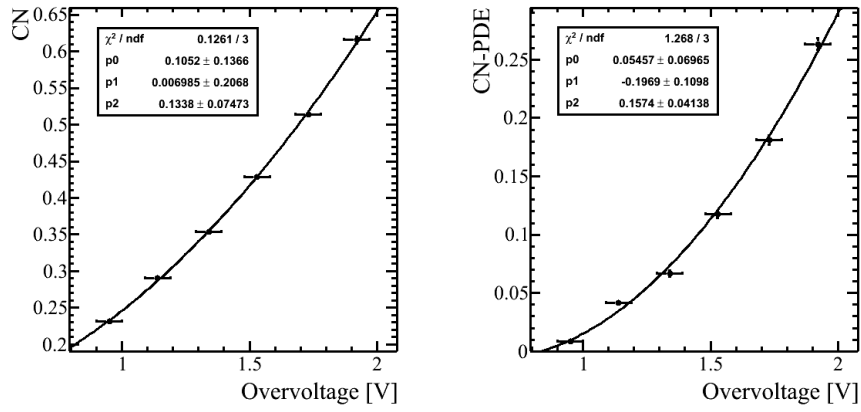 CN
0.65
0.6
0.55
0.5
0.45
0.4
0.35
0.3
0.25
0.2
χ² / ndf 0.1261 / 3
p0 0.1052 ± 0.1366
p1 0.006985 ± 0.2068
p2 0.1338 ± 0.07473
1 1.5 2
Overvoltage [V]
CN-PDE
0.25
0.2
0.15
0.1
0.05
0
χ² / ndf 1.268 / 3
p0 0.05457 ± 0.06965
p1 -0.1969 ± 0.1098
p2 0.1574 ± 0.04138
1 1.5 2
Overvoltage [V]